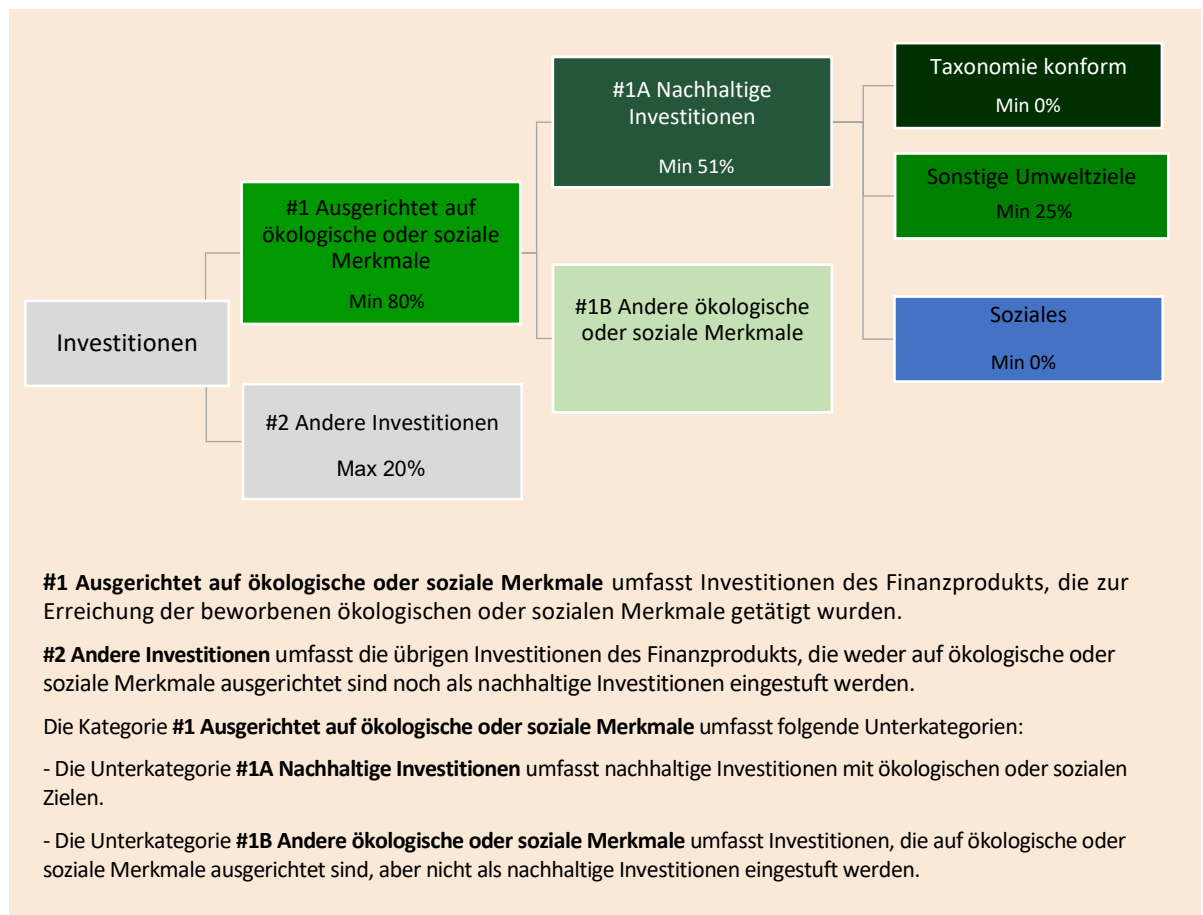 Investitionen
#1 Ausgerichtet auf
ökologische oder soziale
Merkmale
Min 80%
#2 Andere Investitionen
Max 20%
#1A Nachhaltige
Investitionen
Min 51%
#1B Andere ökologische
oder soziale Merkmale
Taxonomie konform
Min 0%
Sonstige Umweltziele
Min 25%
Soziales
Min 0%
#1 Ausgerichtet auf ökologische oder soziale Merkmale umfasst Investitionen des Finanzprodukts, die zur
Erreichung der beworbenen ökologischen oder sozialen Merkmale getätigt wurden.
#2 Andere Investitionen umfasst die übrigen Investitionen des Finanzprodukts, die weder auf ökologische oder
soziale Merkmale ausgerichtet sind noch als nachhaltige Investitionen eingestuft werden.
Die Kategorie #1 Ausgerichtet auf ökologische oder soziale Merkmale umfasst folgende Unterkategorien:
- Die Unterkategorie #1A Nachhaltige Investitionen umfasst nachhaltige Investitionen mit ökologischen oder sozialen
Zielen.
- Die Unterkategorie #1B Andere ökologische oder soziale Merkmale umfasst Investitionen, die auf ökologische oder
soziale Merkmale ausgerichtet sind, aber nicht als nachhaltige Investitionen eingestuft werden.